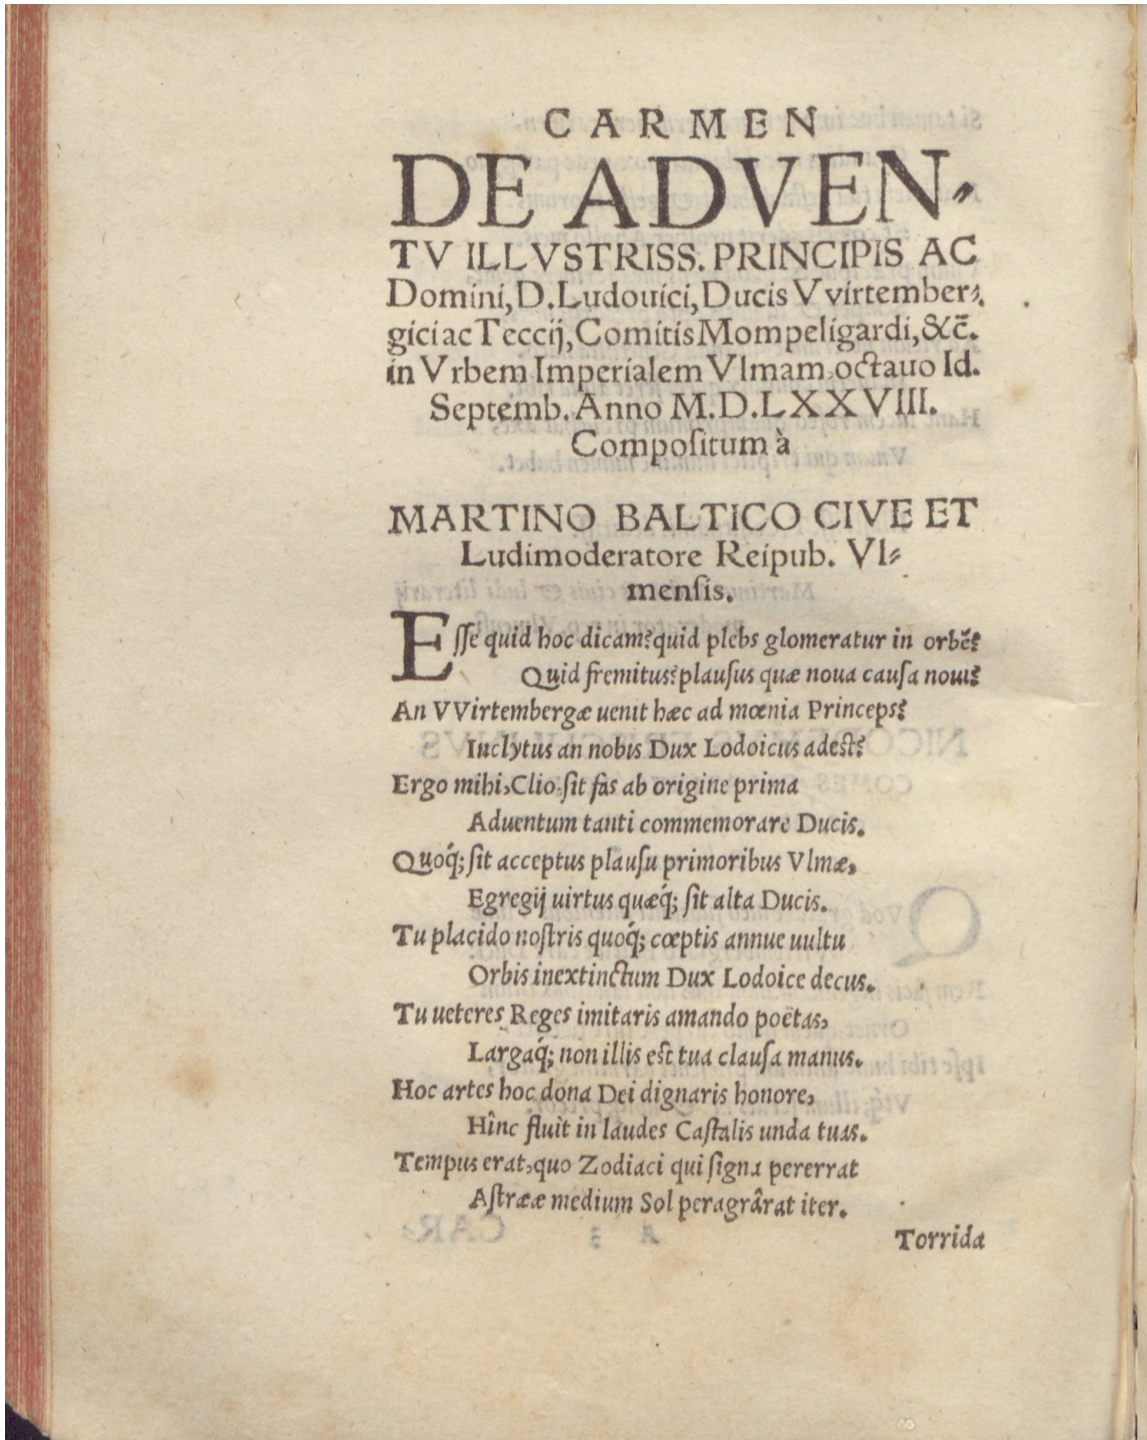 CARMEN
DE ADVEN-
TV ILLVSTRISS. PRINCIPIS AC
Domini, D. Ludouici, Ducis Vvirtember-
gici ac Teccij, Comitis Mompeligardi, &c̄.
in Vrbem Imperialem Vlmam, octauo Id.
Septemb. Anno M.D.LXXVIII.
Compoſitum à
MARTINO BALTICO CIVE ET
Ludimoderatore Reipub. Vl-
menſis.
Eſſe quid hoc dicam? quid plebs glomeratur in orbē?
Quid fremitus? plauſus quæ noua cauſa noui?
An VVirtembergæ uenit hæc ad mœnia Princeps?
Inclytus an nobis Dux Lodoicus adest?
Ergo mihi, Clio, ſit fas ab origine prima
Aduentum tanti commemorare Ducis.
Quoq́; ſit acceptus plauſu primoribus Vlmæ,
Egregij uirtus quæq́; ſit alta Ducis.
Tu placido noſtris quoq́; cœptis annue uultu
Orbis inextinctum Dux Lodoice decus.
Tu ueteres Reges imitaris amando poëtas,
Largaq́; non illis est tua clauſa manus.
Hoc artes hoc dona Dei dignaris honore,
Hînc fluit in laudes Caſtalis unda tuas.
Tempus erat, quo Zodiaci qui ſigna pererrat
Aſtrææ medium Sol peragrârat iter.
Torrida